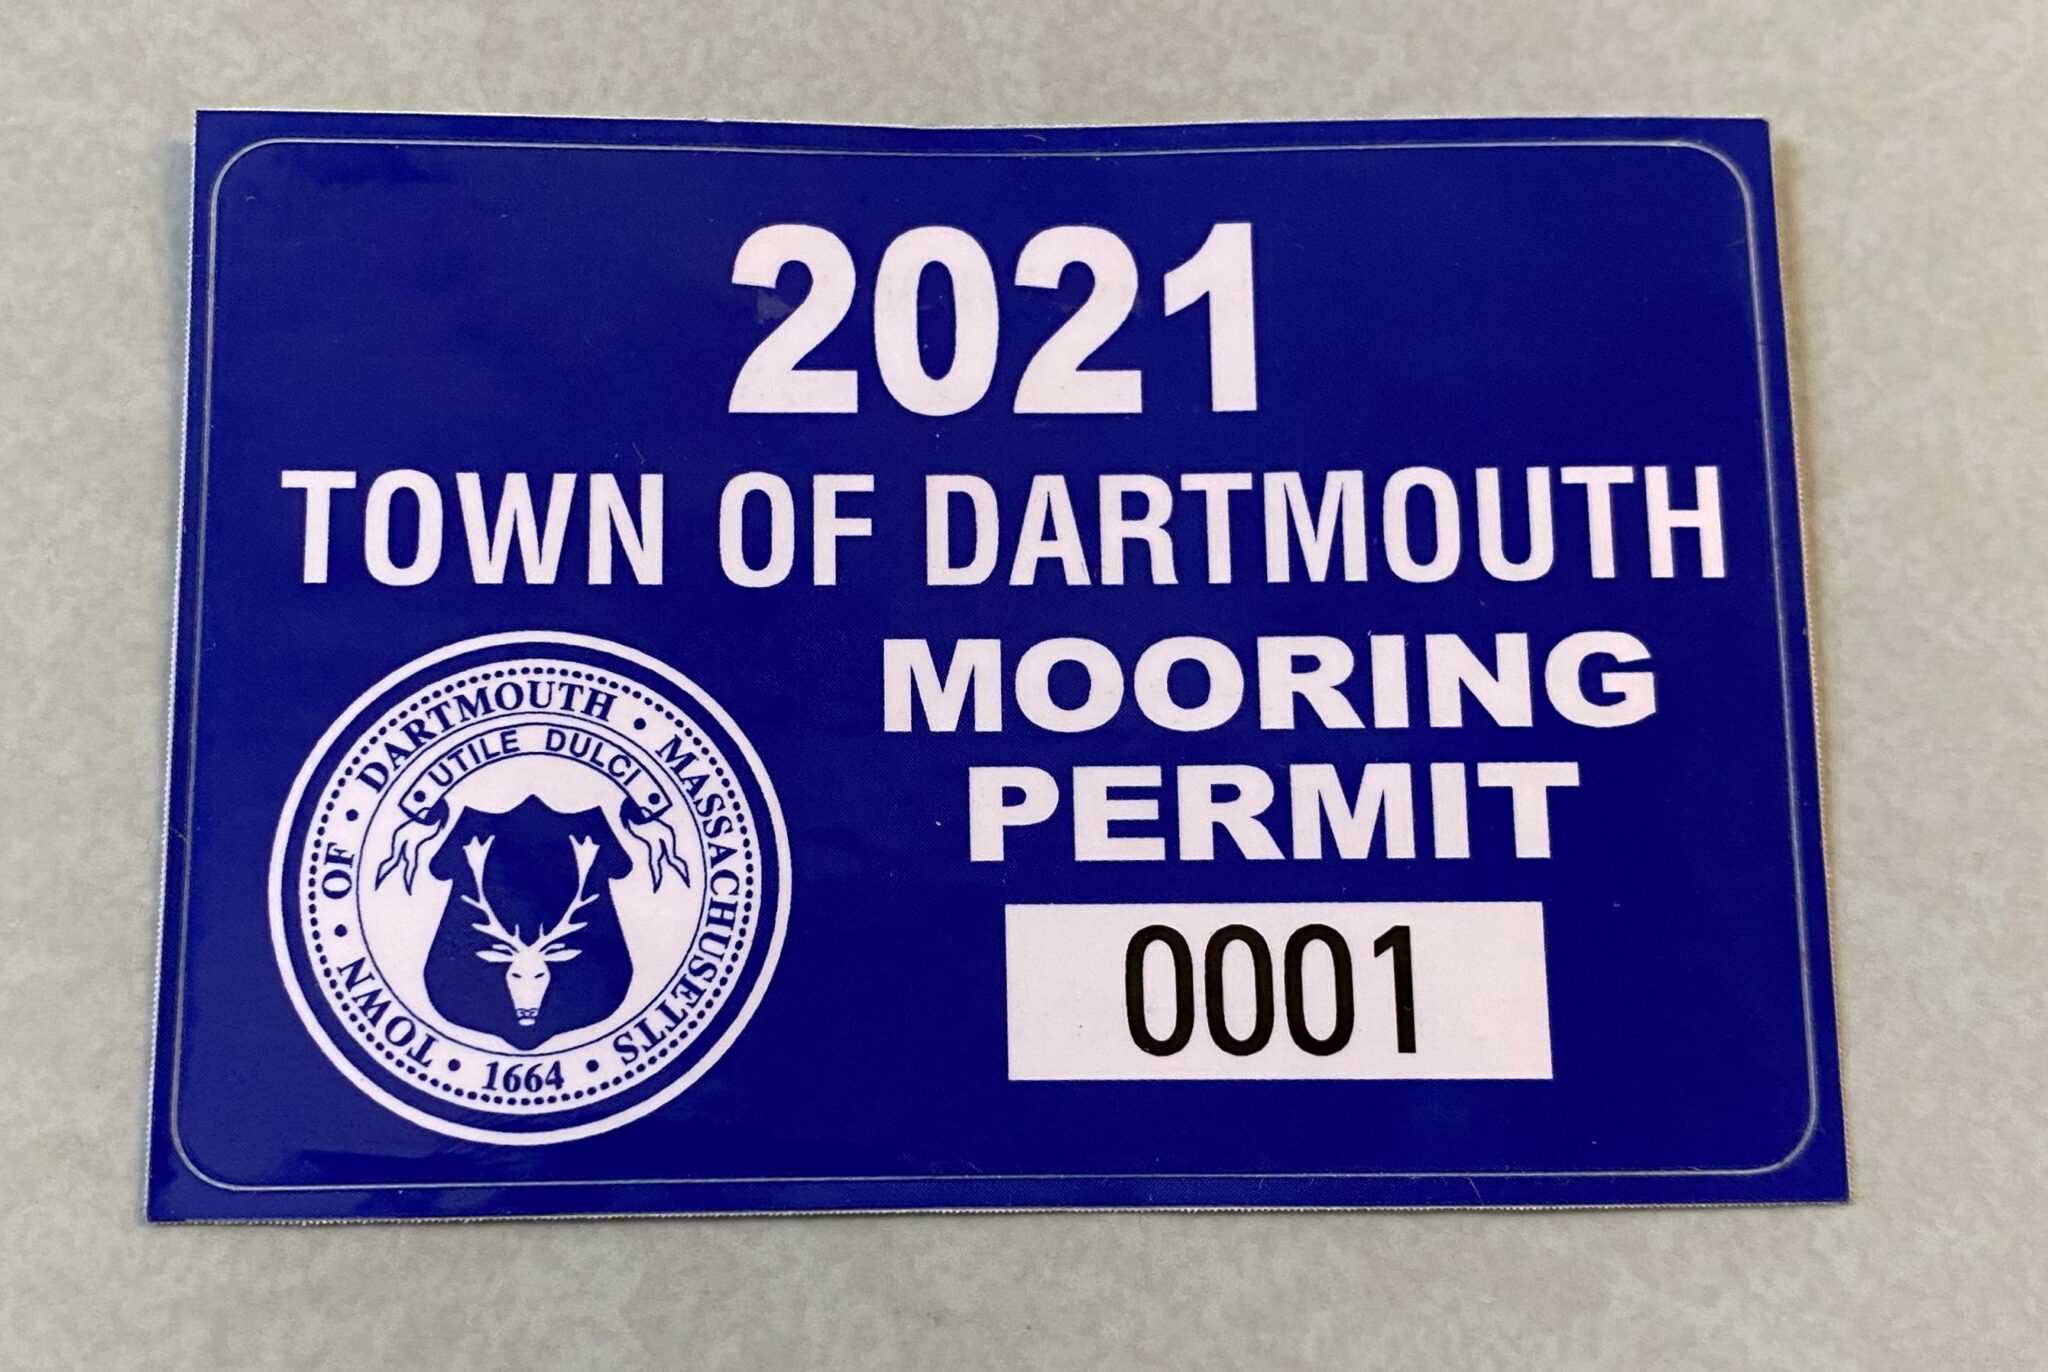 2021
TOWN OF DARTMOUTH
MOORING
PERMIT
0001
TOWN • OF • DARTMOUTH • MASSACHUSETTS •
UTILE DULCI
1664